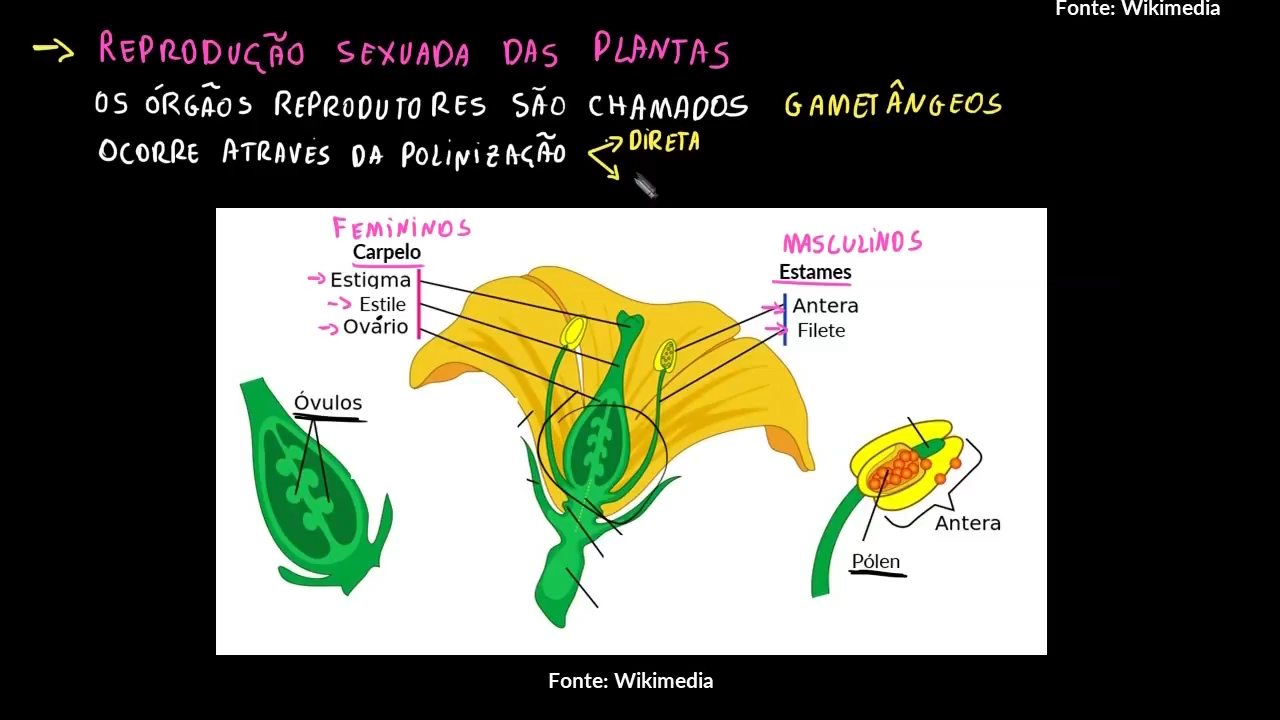 Fonte: Wikimedia
→ REPRODUÇÃO SEXUADA DAS PLANTAS
OS ÓRGÃOS REPRODUTORES SÃO CHAMADOS GAMETÂNGEOS
OCORRE ATRAVÉS DA POLINIZAÇÃO
DIRETA
FEMININOS
Carpelo
Estigma
Estile
Ovário
MASCULINOS
Estames
Antera
Filete
Óvulos
Antera
Pólen
Fonte: Wikimedia